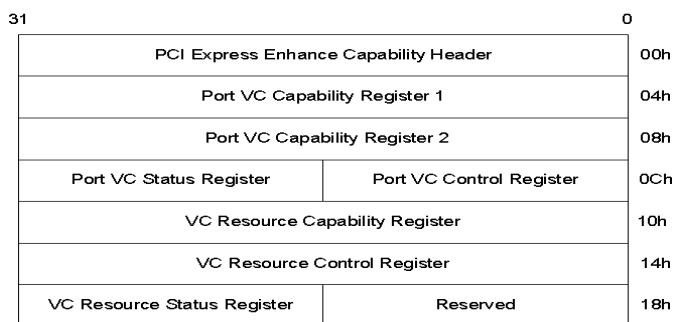 31 0
PCI Express Enhance Capability Header 00h
Port VC Capability Register 1 04h
Port VC Capability Register 2 08h
Port VC Status Register Port VC Control Register 0Ch
VC Resource Capability Register 10h
VC Resource Control Register 14h
VC Resource Status Register Reserved 18h